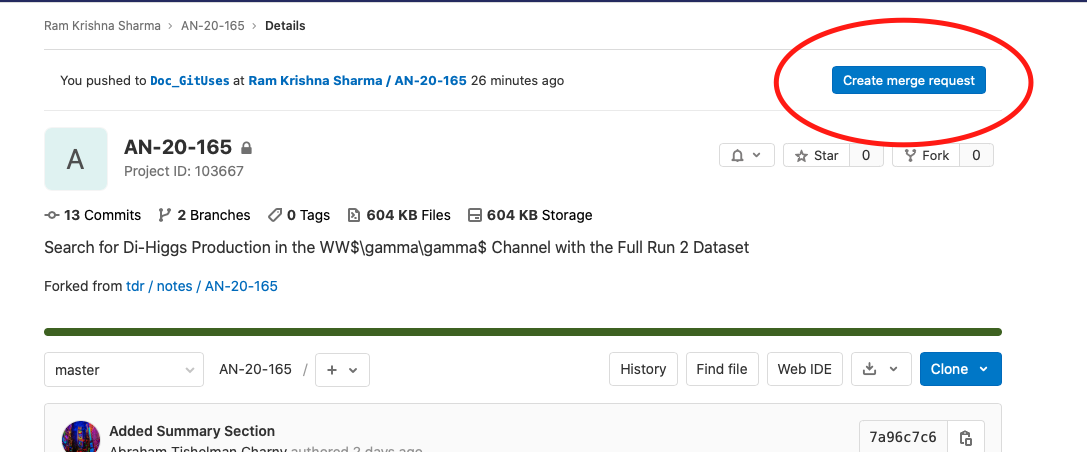 Ram Krishna Sharma › AN-20-165 › Details
You pushed to Doc_GitUses at Ram Krishna Sharma / AN-20-165 26 minutes ago
Create merge request
A
AN-20-165
Project ID: 103667
Star 0
Fork 0
13 Commits 2 Branches 0 Tags 604 KB Files 604 KB Storage
Search for Di-Higgs Production in the WW$\gamma\gamma$ Channel with the Full Run 2 Dataset
Forked from tdr / notes / AN-20-165
master AN-20-165 / + History Find file Web IDE Clone
Added Summary Section
7a96c7c6
Abraham Tishelman Charny authored 2 days ago